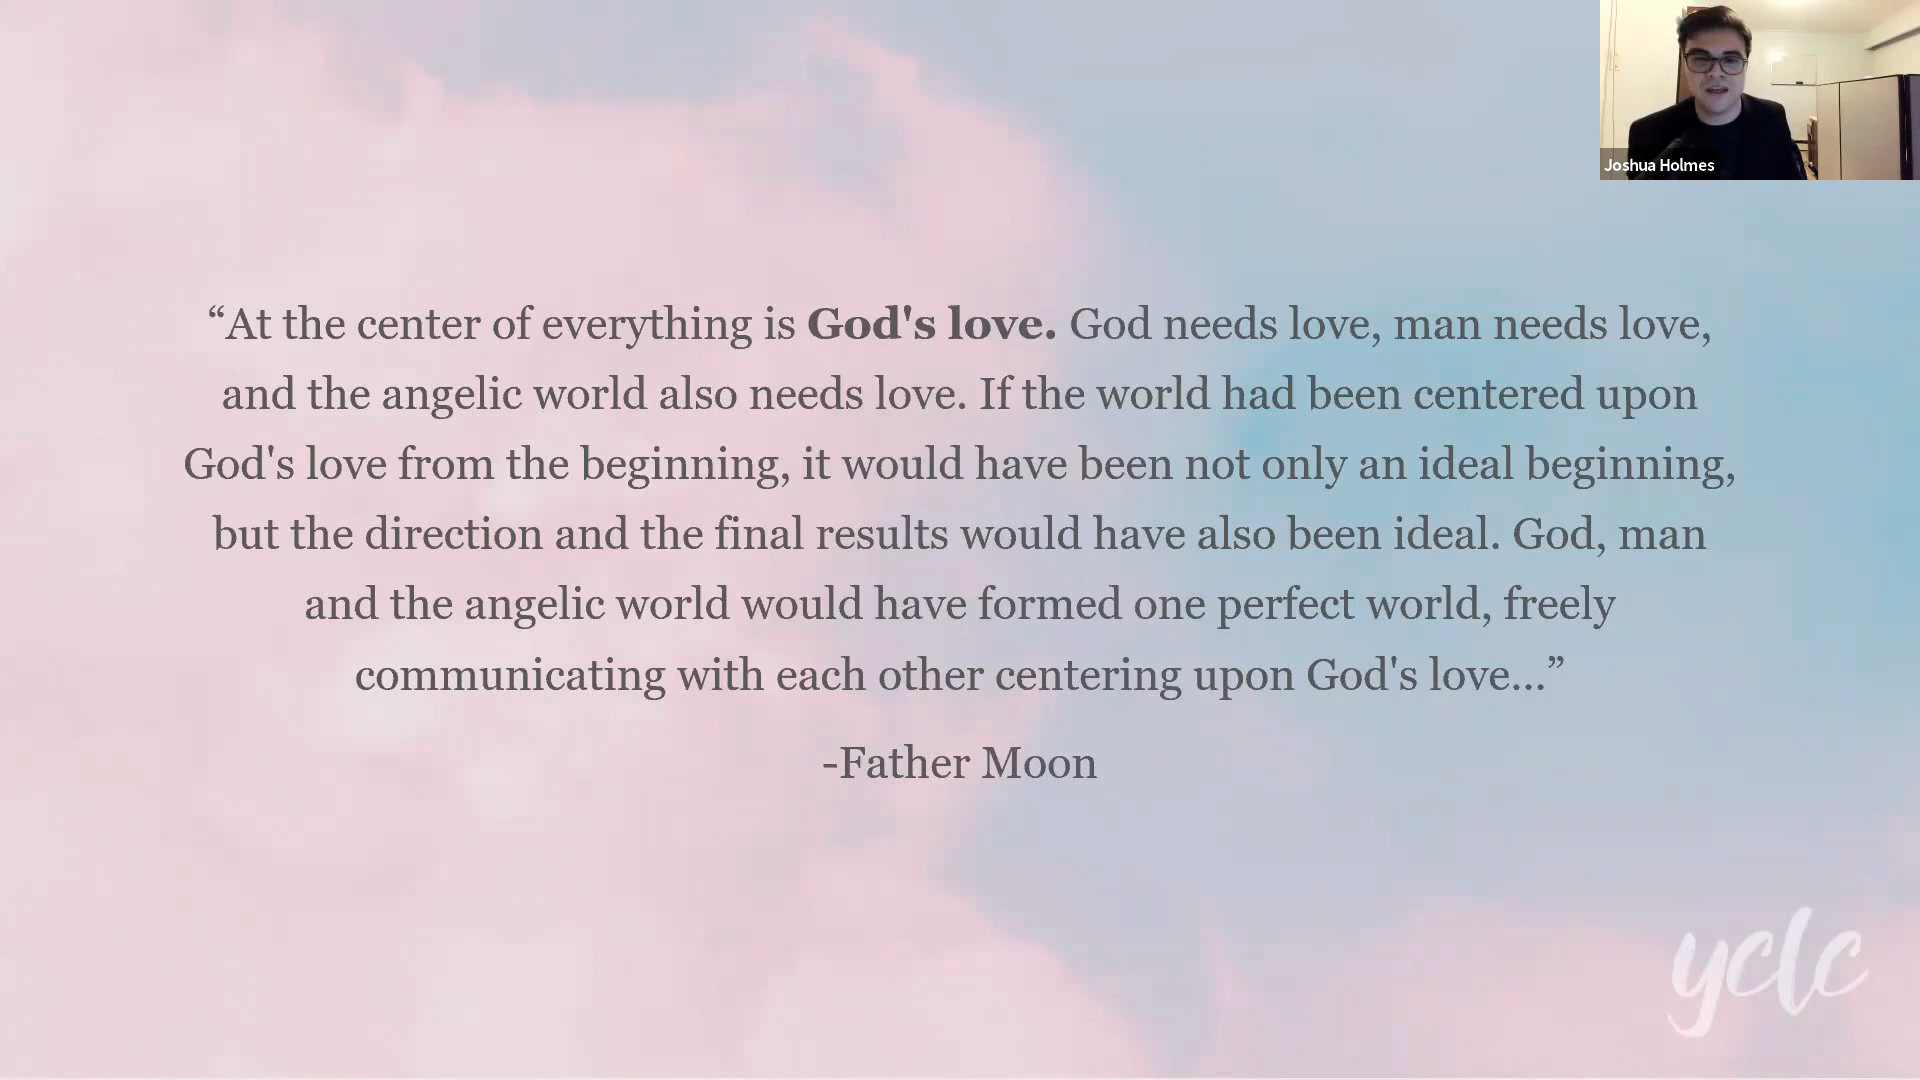 Joshua Holmes
“At the center of everything is God's love. God needs love, man needs love,
and the angelic world also needs love. If the world had been centered upon
God's love from the beginning, it would have been not only an ideal beginning,
but the direction and the final results would have also been ideal. God, man
and the angelic world would have formed one perfect world, freely
communicating with each other centering upon God's love...”
-Father Moon
yclc